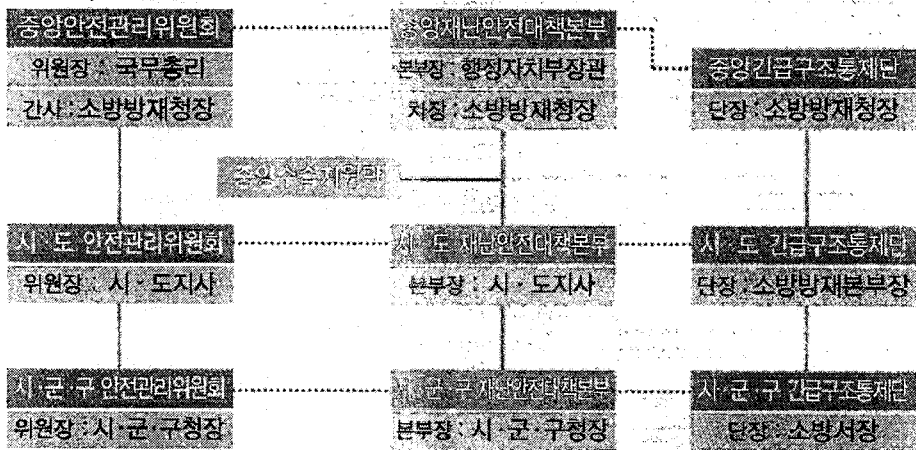 중앙안전관리위원회
위원장 : 국무총리
간사 : 소방방재청장
중앙재난안전대책본부
본부장 : 행정자치부장관
차장 : 소방방재청장
중앙긴급구조통제단
단장 : 소방방재청장
중앙수습지원단
시 · 도 안전관리위원회
위원장 : 시 · 도지사
시 · 도 재난안전대책본부
본부장 : 시 · 도지사
시 · 도 긴급구조통제단
단장 : 소방방재본부장
시 · 군 · 구 안전관리위원회
위원장 : 시 · 군 · 구청장
시 · 군 · 구 재난안전대책본부
본부장 : 시 · 군 · 구청장
시 · 군 · 구 긴급구조통제단
단장 : 소방서장